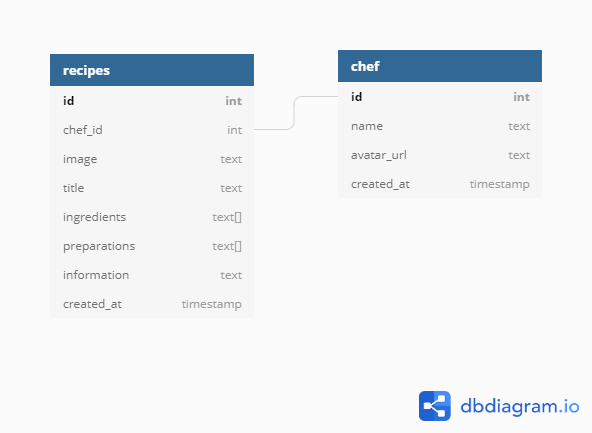 recipes
id int
chef_id int
image text
title text
ingredients text[]
preparations text[]
information text
created_at timestamp
chef
id int
name text
avatar_url text
created_at timestamp
dbdiagram.io